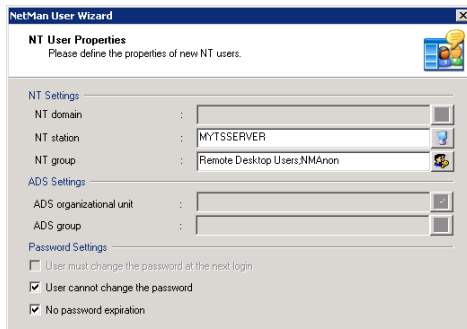 NetMan User Wizard
NT User Properties
Please define the properties of new NT users.
NT Settings
NT domain :
NT station : MYTSSERVER
NT group : Remote Desktop Users;NMAnon
ADS Settings
ADS organizational unit :
ADS group :
Password Settings
User must change the password at the next login
User cannot change the password
No password expiration